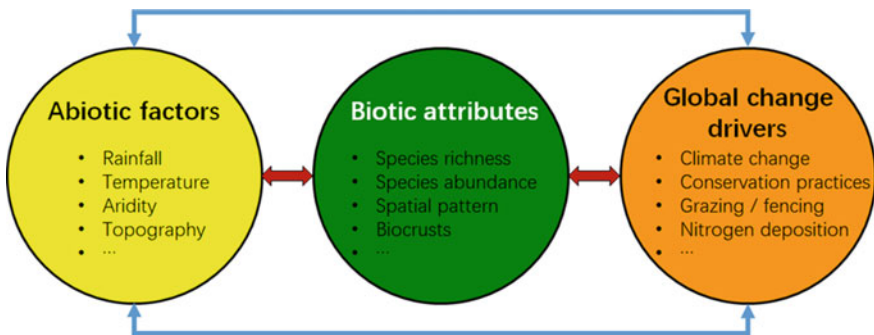 Abiotic factors
• Rainfall
• Temperature
• Aridity
• Topography
• ...
Biotic attributes
• Species richness
• Species abundance
• Spatial pattern
• Biocrusts
• ...
Global change
drivers
• Climate change
• Conservation practices
• Grazing / fencing
• Nitrogen deposition
• ...